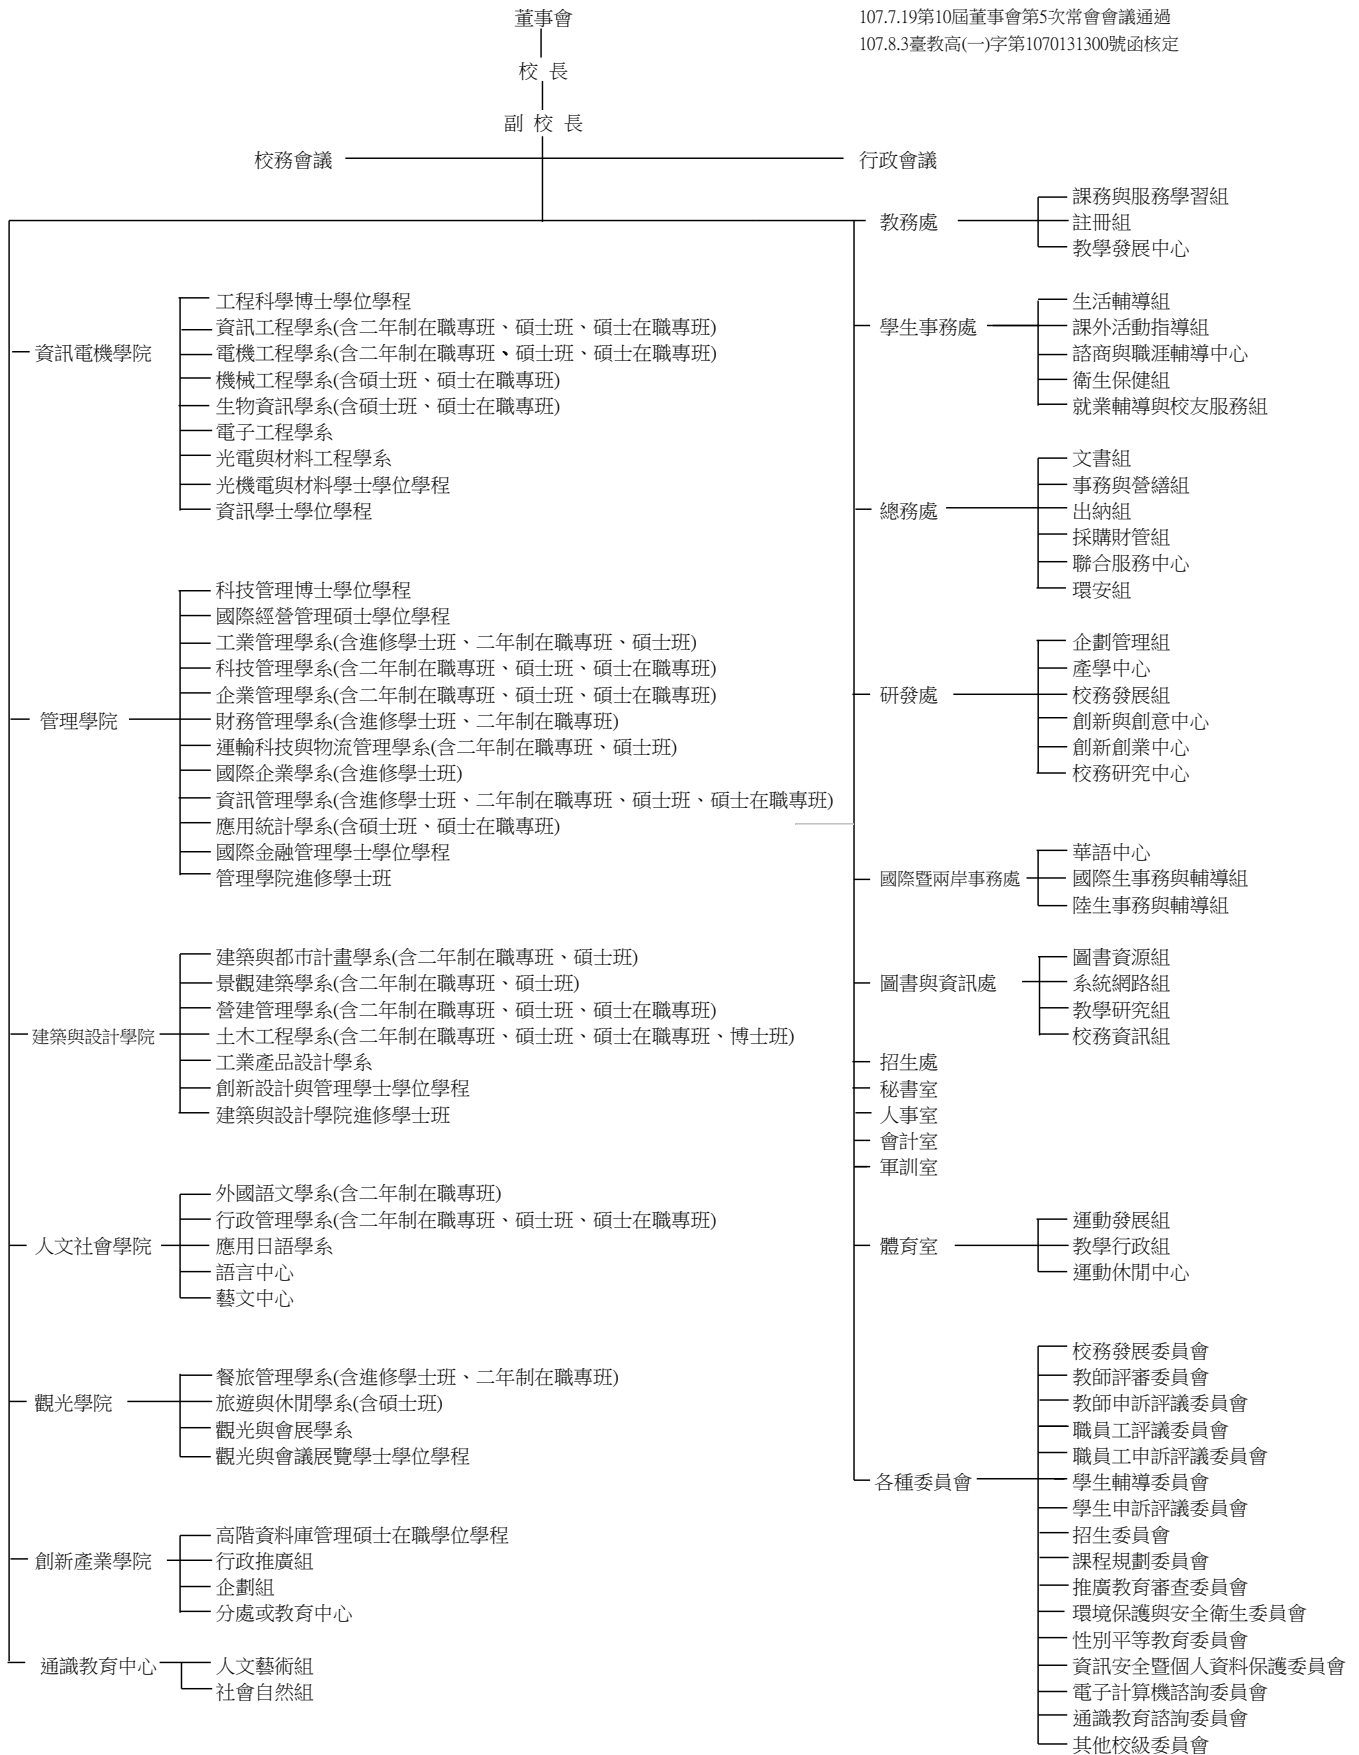 董事會
107.7.19第10屆董事會第5次常會會議通過
107.8.3臺教高(一)字第1070131300號函核定
校 長
副 校 長
校務會議
行政會議
資訊電機學院
工程科學博士學位學程
資訊工程學系(含二年制在職專班、碩士班、碩士在職專班)
電機工程學系(含二年制在職專班、碩士班、碩士在職專班)
機械工程學系(含碩士班、碩士在職專班)
生物資訊學系(含碩士班、碩士在職專班)
電子工程學系
光電與材料工程學系
光機電與材料學士學位學程
資訊學士學位學程
管理學院
科技管理博士學位學程
國際經營管理碩士學位學程
工業管理學系(含進修學士班、二年制在職專班、碩士班)
科技管理學系(含二年制在職專班、碩士班、碩士在職專班)
企業管理學系(含二年制在職專班、碩士班、碩士在職專班)
財務管理學系(含進修學士班、二年制在職專班)
運輸科技與物流管理學系(含二年制在職專班、碩士班)
國際企業學系(含進修學士班)
資訊管理學系(含進修學士班、二年制在職專班、碩士班、碩士在職專班)
應用統計學系(含碩士班、碩士在職專班)
國際金融管理學士學位學程
管理學院進修學士班
建築與設計學院
建築與都市計畫學系(含二年制在職專班、碩士班)
景觀建築學系(含二年制在職專班、碩士班)
營建管理學系(含二年制在職專班、碩士班、碩士在職專班)
土木工程學系(含二年制在職專班、碩士班、碩士在職專班、博士班)
工業產品設計學系
創新設計與管理學士學位學程
建築與設計學院進修學士班
人文社會學院
外國語文學系(含二年制在職專班)
行政管理學系(含二年制在職專班、碩士班、碩士在職專班)
應用日語學系
語言中心
藝文中心
觀光學院
餐旅管理學系(含進修學士班、二年制在職專班)
旅遊與休閒學系(含碩士班)
觀光與會展學系
觀光與會議展覽學士學位學程
創新產業學院
高階資料庫管理碩士在職學位學程
行政推廣組
企劃組
分處或教育中心
通識教育中心
人文藝術組
社會自然組
教務處
課務與服務學習組
註冊組
教學發展中心
學生事務處
生活輔導組
課外活動指導組
諮商與職涯輔導中心
衛生保健組
就業輔導與校友服務組
總務處
文書組
事務與營繕組
出納組
採購財管組
聯合服務中心
環安組
研發處
企劃管理組
產學中心
校務發展組
創新與創意中心
創新創業中心
校務研究中心
國際暨兩岸事務處
華語中心
國際生事務與輔導組
陸生事務與輔導組
圖書與資訊處
圖書資源組
系統網路組
教學研究組
校務資訊組
招生處
秘書室
人事室
會計室
軍訓室
體育室
運動發展組
教學行政組
運動休閒中心
各種委員會
校務發展委員會
教師評審委員會
教師申訴評議委員會
職員工評議委員會
職員工申訴評議委員會
學生輔導委員會
學生申訴評議委員會
招生委員會
課程規劃委員會
推廣教育審查委員會
環境保護與安全衛生委員會
性別平等教育委員會
資訊安全暨個人資料保護委員會
電子計算機諮詢委員會
通識教育諮詢委員會
其他校級委員會